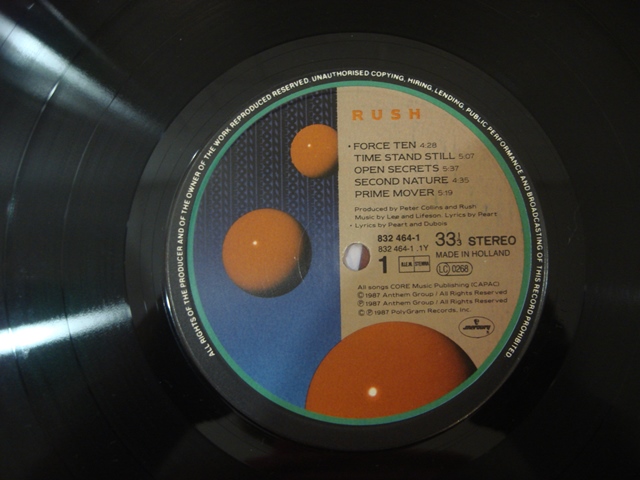 ALL RIGHTS OF THE PRODUCER AND OF THE OWNER OF THE WORK REPRODUCED RESERVED. UNAUTHORISED COPYING, HIRING, LENDING, PUBLIC PERFORMANCE AND BROADCASTING OF THIS RECORD PROHIBITED
RUSH
• FORCE TEN 4:28
TIME STAND STILL 5:07
OPEN SECRETS 5:37
SECOND NATURE 4:35
PRIME MOVER 5:19
Produced by Peter Collins and Rush
Music by Lee and Lifeson. Lyrics by Peart
• Lyrics by Peart and Dubois
832 464-1 33⅓ STEREO
832 464-1 .1Y MADE IN HOLLAND
1 B.I.E.M. STEMRA LC 0268
All songs CORE Music Publishing (CAPAC)
©1987 Anthem Group / All Rights Reserved
℗1987 Anthem Group / All Rights Reserved
©℗1987 PolyGram Records, Inc.
mercury